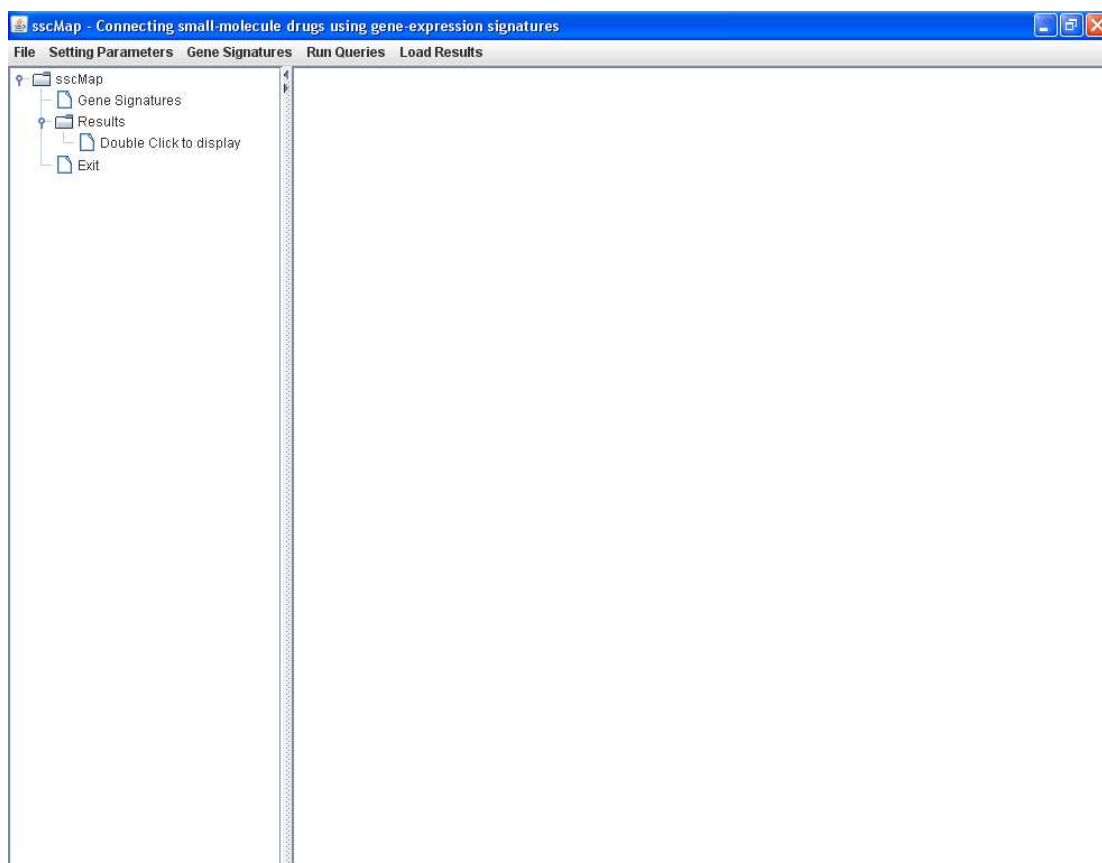 sscMap - Connecting small-molecule drugs using gene-expression signatures
File Setting Parameters Gene Signatures Run Queries Load Results
sscMap
Gene Signatures
Results
Double Click to display
Exit